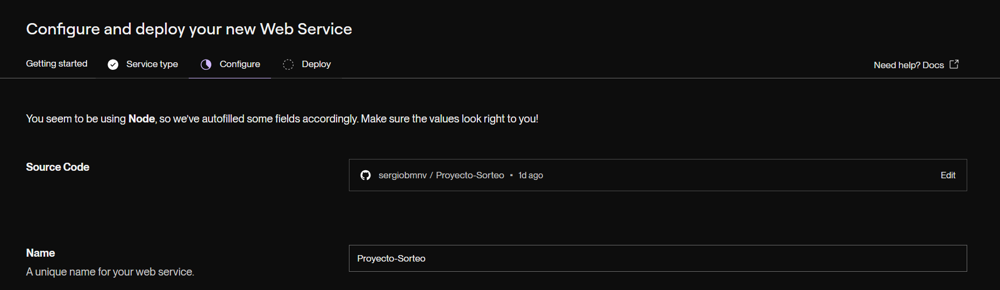 Configure and deploy your new Web Service
Getting started Service type Configure Deploy Need help? Docs
You seem to be using Node, so we’ve autofilled some fields accordingly. Make sure the values look right to you!
Source Code sergiobmnv / Proyecto-Sorteo ▪ 1d ago Edit
Name
Proyecto-Sorteo
A unique name for your web service.